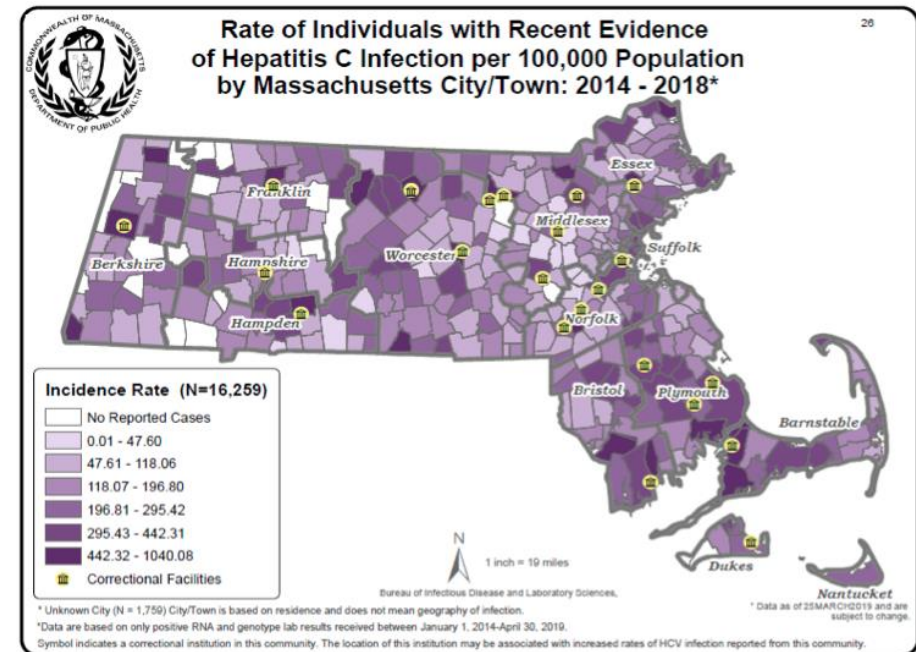 COMMONWEALTH OF MASSACHUSETTS
DEPARTMENT OF PUBLIC HEALTH
Rate of Individuals with Recent Evidence
of Hepatitis C Infection per 100,000 Population
by Massachusetts City/Town: 2014 - 2018*
26
Essex
Franklin
Middlesex
Suffolk
Worcester
Berkshire
Hampshire
Hampden
Norfolk
Bristol
Plymouth
Barnstable
Dukes
Nantucket
Incidence Rate (N=16,259)
No Reported Cases
0.01 - 47.60
47.61 - 118.06
118.07 - 196.80
196.81 - 295.42
295.43 - 442.31
442.32 - 1040.08
Correctional Facilities
N
1 inch = 19 miles
Bureau of Infectious Disease and Laboratory Sciences,
* Data as of 25MARCH2019 and are
subject to change.
* Unknown City (N = 1,759) City/Town is based on residence and does not mean geography of infection.
*Data are based on only positive RNA and genotype lab results received between January 1, 2014-April 30, 2019.
Symbol indicates a correctional institution in this community. The location of this institution may be associated with increased rates of HCV infection reported from this community.